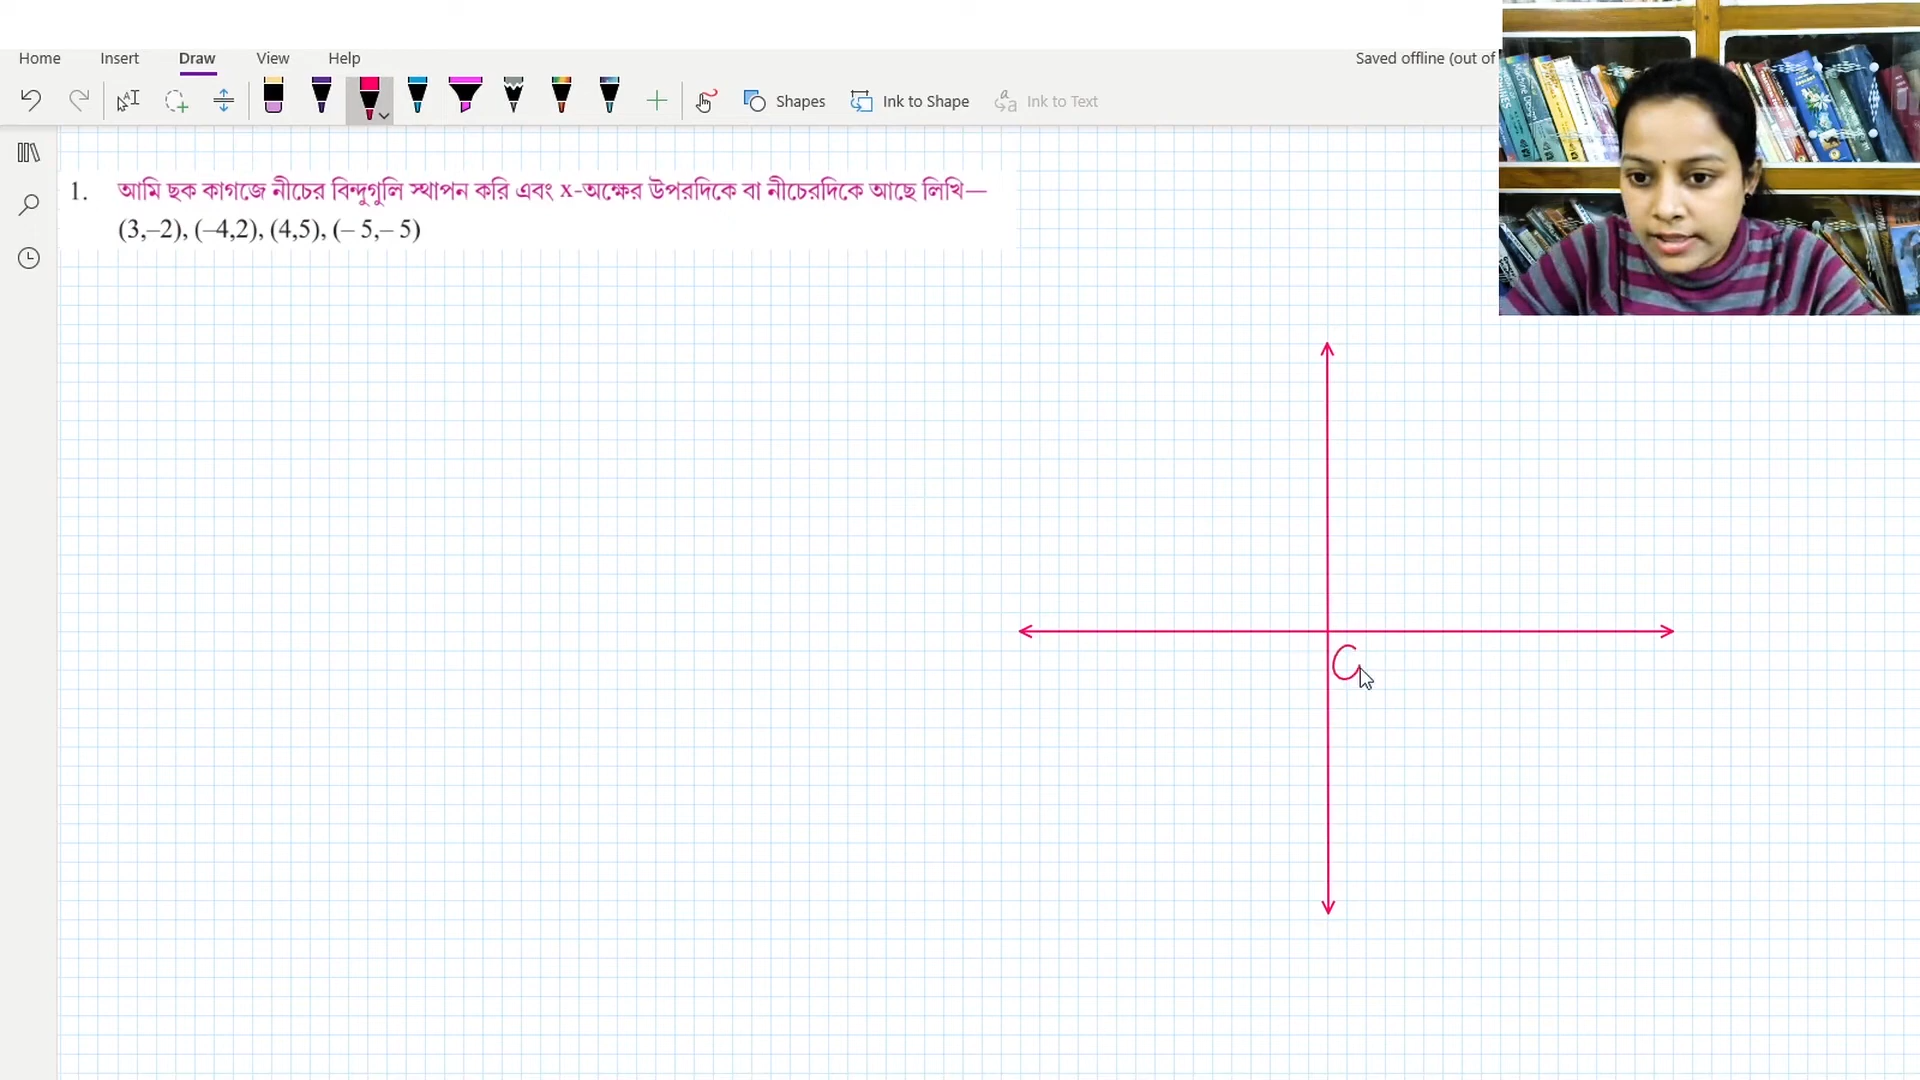 Home Insert Draw View Help Saved offline (out of
Shapes Ink to Shape Ink to Text
1. আমি ছক কাগজে নীচের বিন্দুগুলি স্থাপন করি এবং x-অক্ষের উপরদিকে বা নীচেরদিকে আছে লিখি—
(3,–2), (–4,2), (4,5), (– 5,– 5)